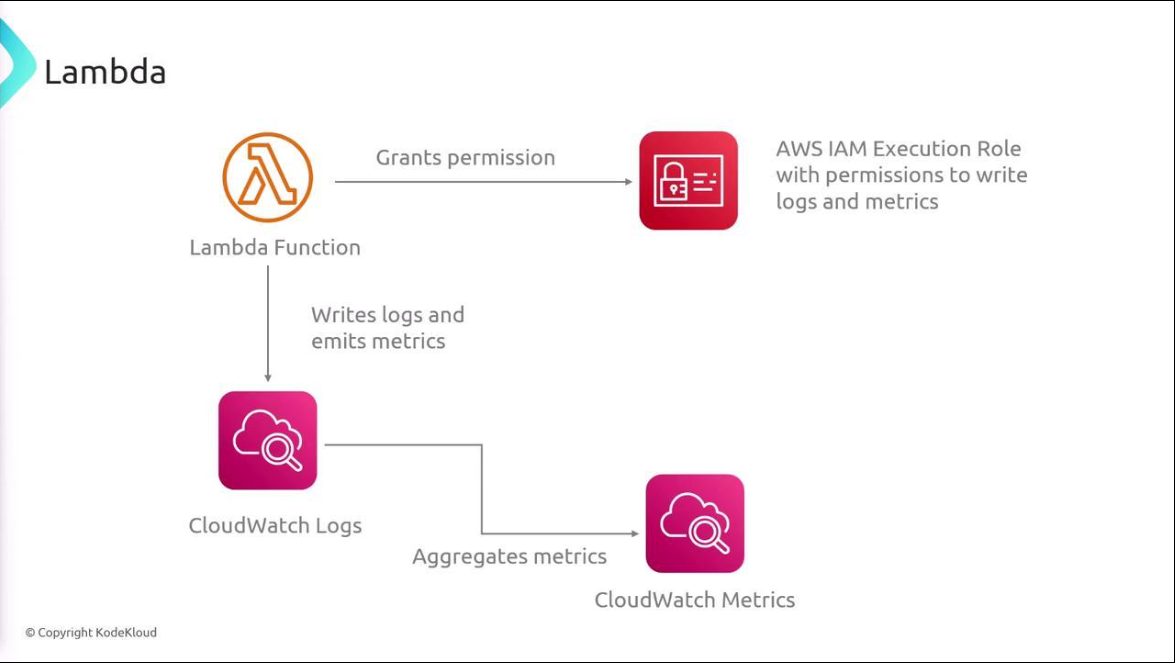 Lambda
Grants permission
AWS IAM Execution Role
with permissions to write
logs and metrics
Lambda Function
Writes logs and
emits metrics
CloudWatch Logs
Aggregates metrics
CloudWatch Metrics
© Copyright KodeKloud